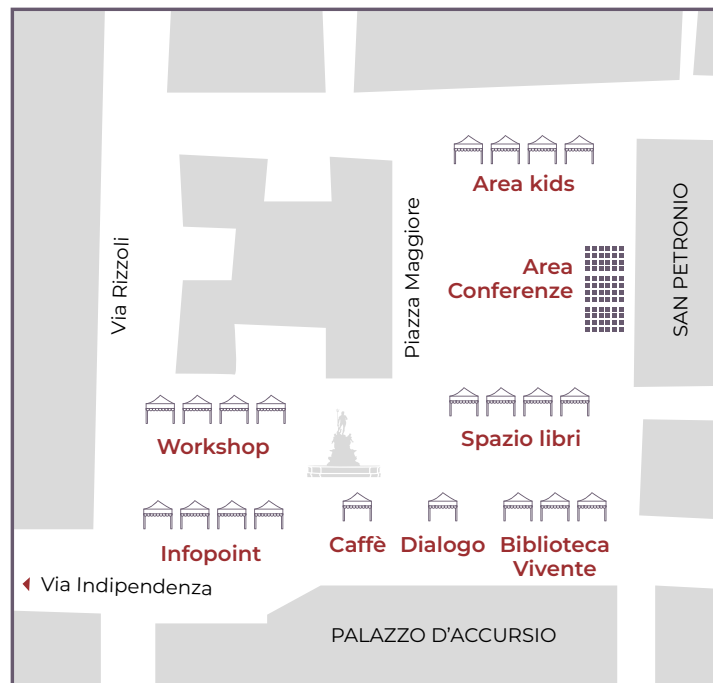 Area kids
Via Rizzoli
Piazza Maggiore
Area
Conferenze
SAN PETRONIO
Workshop
Spazio libri
Infopoint
Caffè
Dialogo
Biblioteca
Vivente
Via Indipendenza
PALAZZO D'ACCURSIO